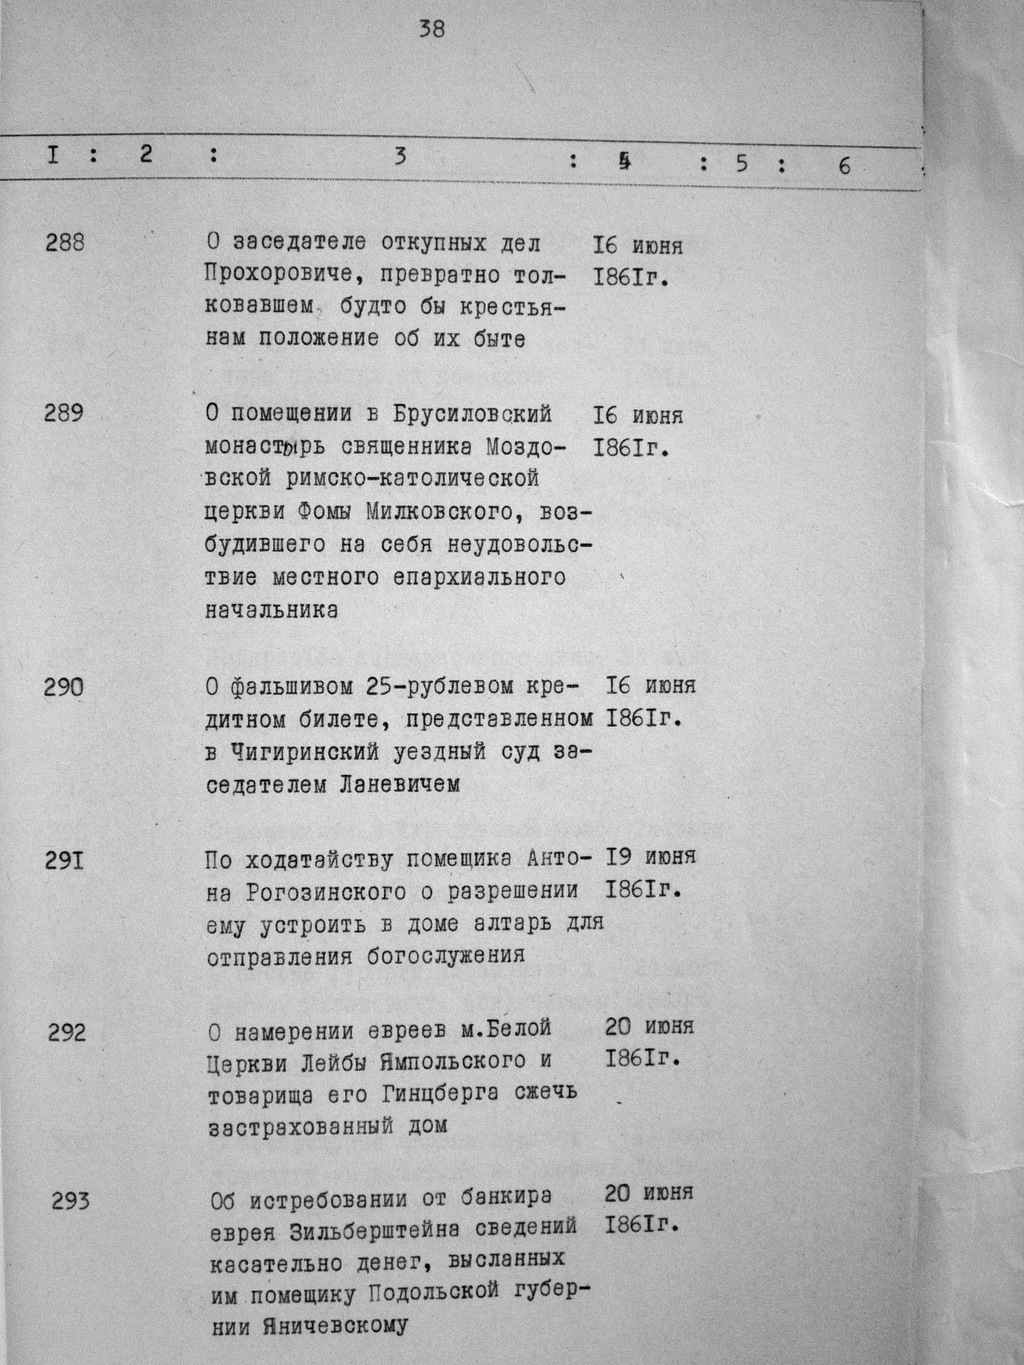 38
I : 2 : 3 : 4 : 5 : 6
288 О заседателе откупных дел 16 июня
Прохоровиче, превратно тол- I86Iг.
ковавшем будто бы крестья-
нам положение об их быте
289 О помещении в Брусиловский I6 июня
монастырь священника Моздо- I86Iг.
вской римско-католической
церкви Фомы Милковского, воз-
будившего на себя неудовольс-
твие местного епархиального
начальника
290 О фальшивом 25-рублевом кре- I6 июня
дитном билете, представленном I86Iг.
в Чигиринский уездный суд за-
седателем Ланевичем
29I По ходатайству помещика Анто- I9 июня
на Рогозинского о разрешении I86Iг.
ему устроить в доме алтарь для
отправления богослужения
292 О намерении евреев м.Белой 20 июня
Церкви Лейбы Ямпольского и I86Iг.
товарища его Гинцберга сжечь
застрахованный дом
293 Об истребовании от банкира 20 июня
еврея Зильберштейна сведений I86Iг.
касательно денег, высланных
им помещику Подольской губер-
нии Яничевскому